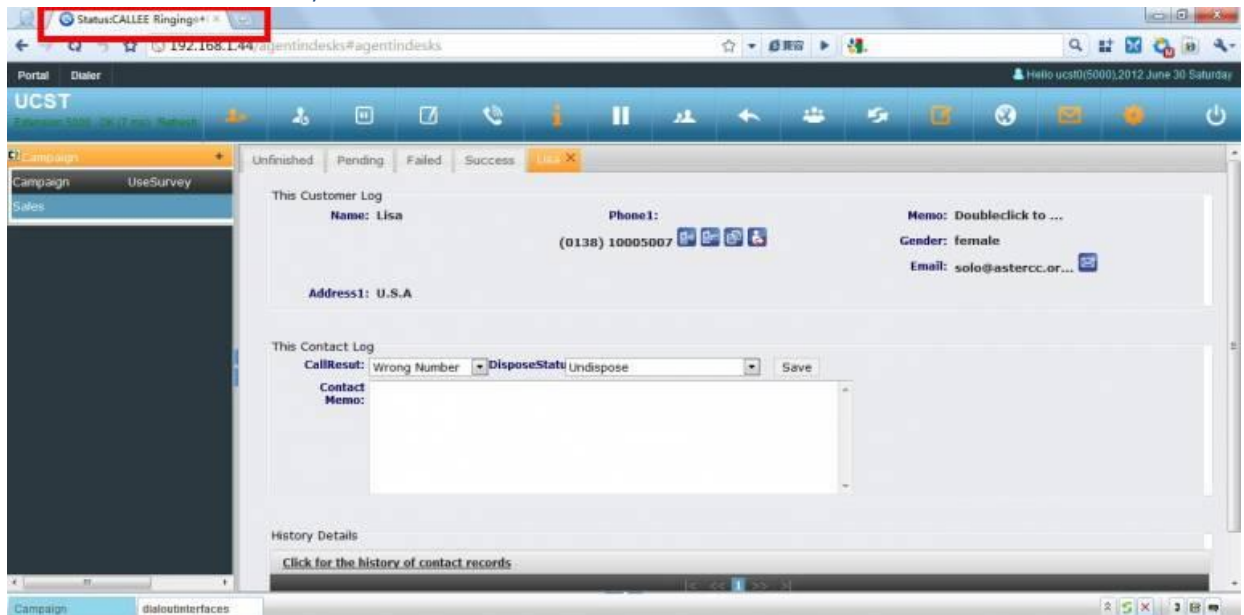 Status:CALLEE Ringing
192.168.1.44/agentindesks#agentindesks
Portal Dialer Hello ucst0(5000),2012 June 30 Saturday
UCST
Campaign +
Unfinished Pending Failed Success Lisa X
Campaign UseSurvey
Sales
This Customer Log
Name: Lisa Phone1: Memo: Doubleclick to ...
(0138) 10005007 Gender: female
Email: solo@astercc.or...
Address1: U.S.A
This Contact Log
CallResut: Wrong Number DisposeStatu Undispose Save
Contact
Memo:
History Details
Click for the history of contact records
|< << 1 >> >|
Campaign dialoutinterfaces